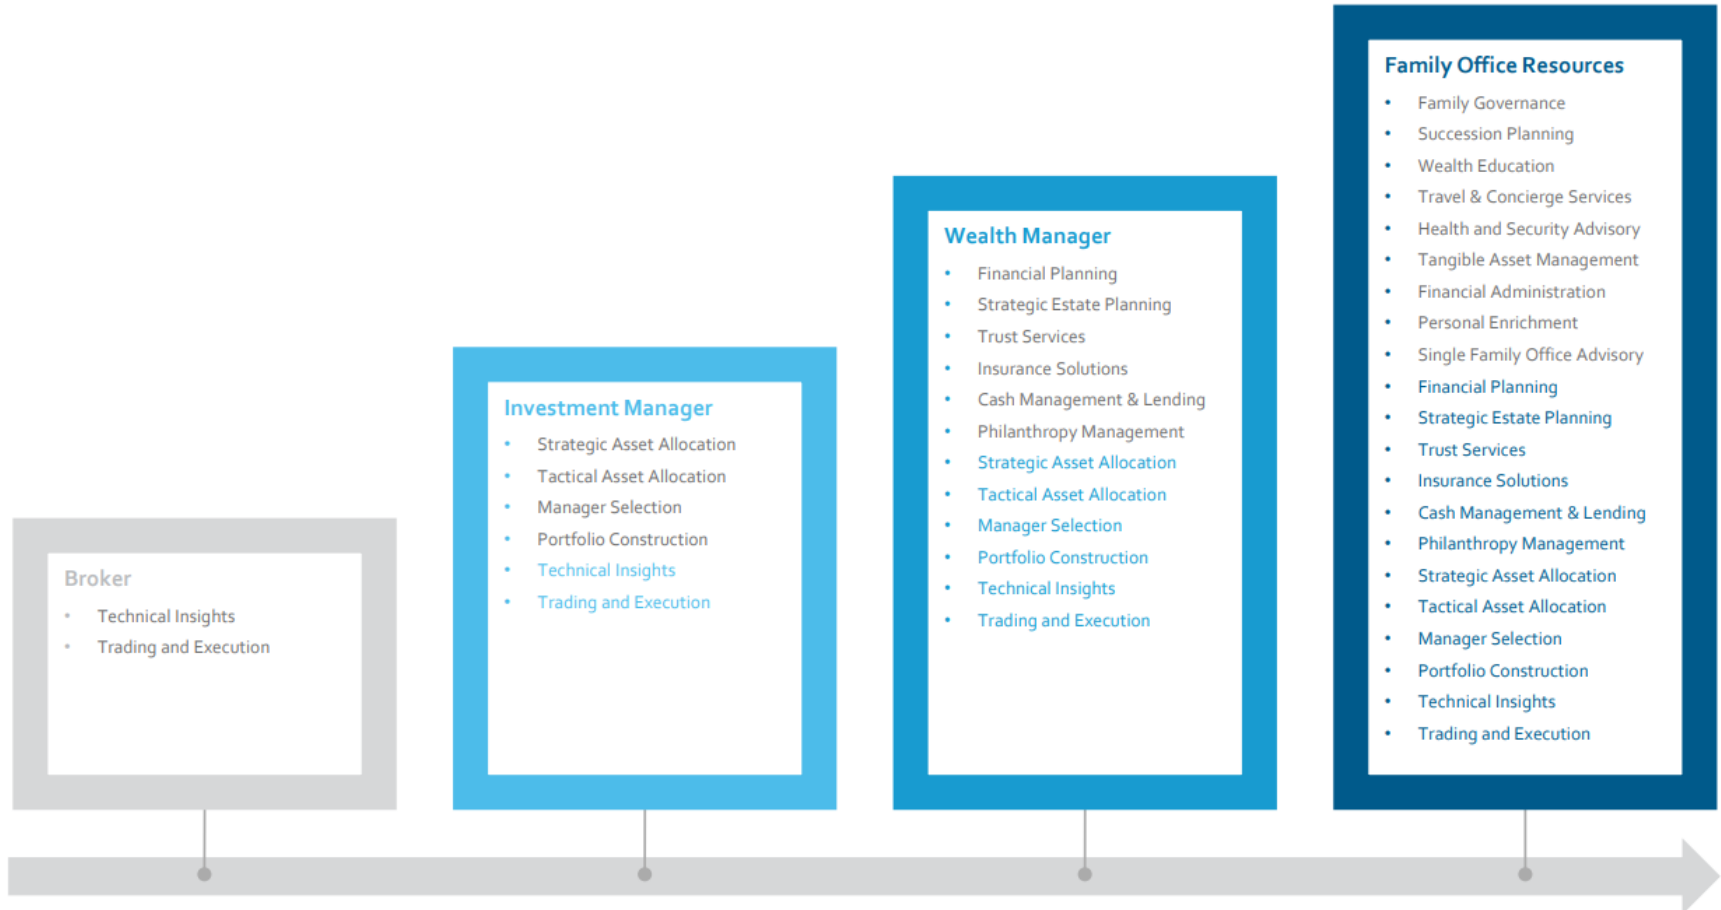 Broker
• Technical Insights
• Trading and Execution
Investment Manager
• Strategic Asset Allocation
• Tactical Asset Allocation
• Manager Selection
• Portfolio Construction
• Technical Insights
• Trading and Execution
Wealth Manager
• Financial Planning
• Strategic Estate Planning
• Trust Services
• Insurance Solutions
• Cash Management & Lending
• Philanthropy Management
• Strategic Asset Allocation
• Tactical Asset Allocation
• Manager Selection
• Portfolio Construction
• Technical Insights
• Trading and Execution
Family Office Resources
• Family Governance
• Succession Planning
• Wealth Education
• Travel & Concierge Services
• Health and Security Advisory
• Tangible Asset Management
• Financial Administration
• Personal Enrichment
• Single Family Office Advisory
• Financial Planning
• Strategic Estate Planning
• Trust Services
• Insurance Solutions
• Cash Management & Lending
• Philanthropy Management
• Strategic Asset Allocation
• Tactical Asset Allocation
• Manager Selection
• Portfolio Construction
• Technical Insights
• Trading and Execution